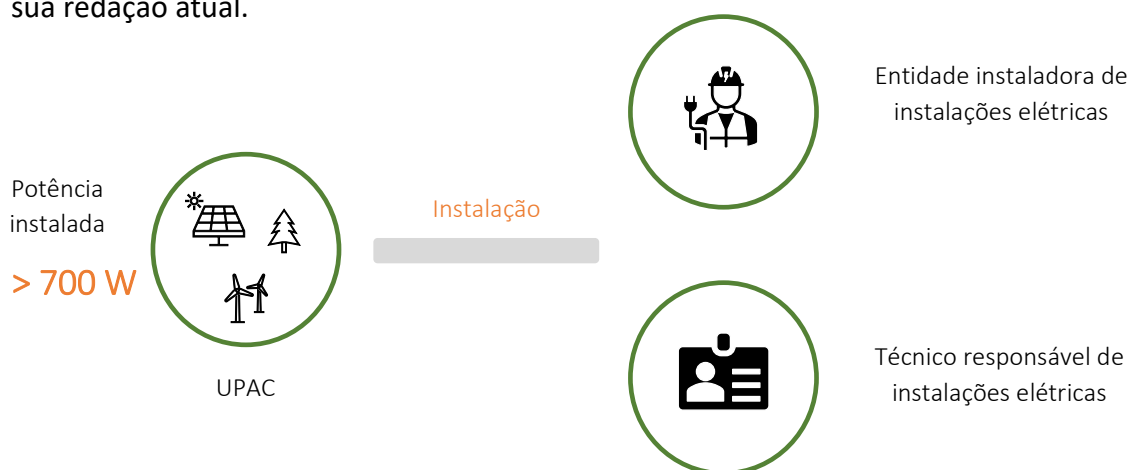 sua redação atual.
Potência
instalada
> 700 W
UPAC
Instalação
Entidade instaladora de
instalações elétricas
Técnico responsável de
instalações elétricas